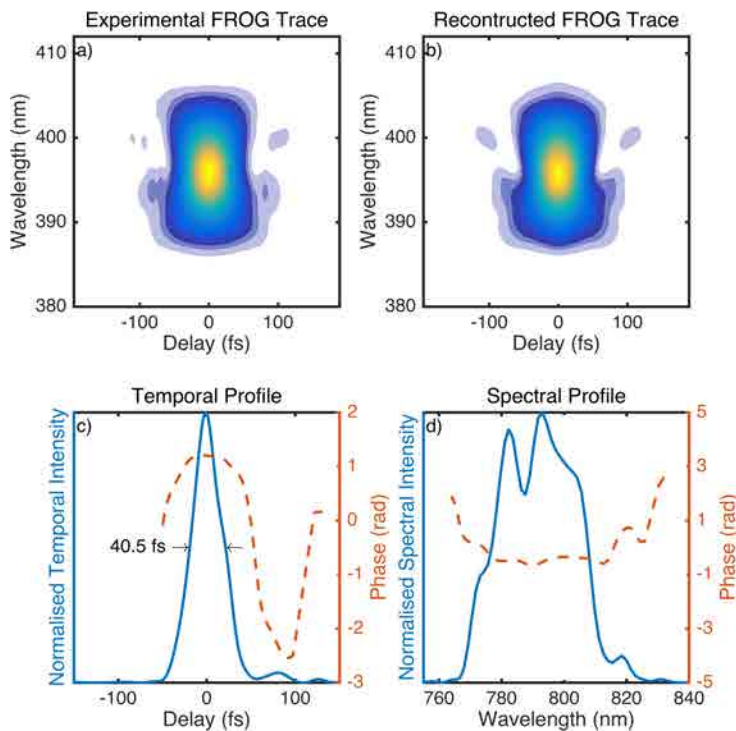 Experimental FROG Trace
a)
Wavelength (nm)
410
400
390
380
-100 0 100
Delay (fs)
Recontructed FROG Trace
b)
Wavelength (nm)
410
400
390
380
-100 0 100
Delay (fs)
Temporal Profile
c)
Normalised Temporal Intensity
40.5 fs
2
1
0
-1
-2
-3
Phase (rad)
-100 0 100
Delay (fs)
Spectral Profile
d)
Normalised Spectral Intensity
5
3
1
-1
-3
-5
Phase (rad)
760 780 800 820 840
Wavelength (nm)